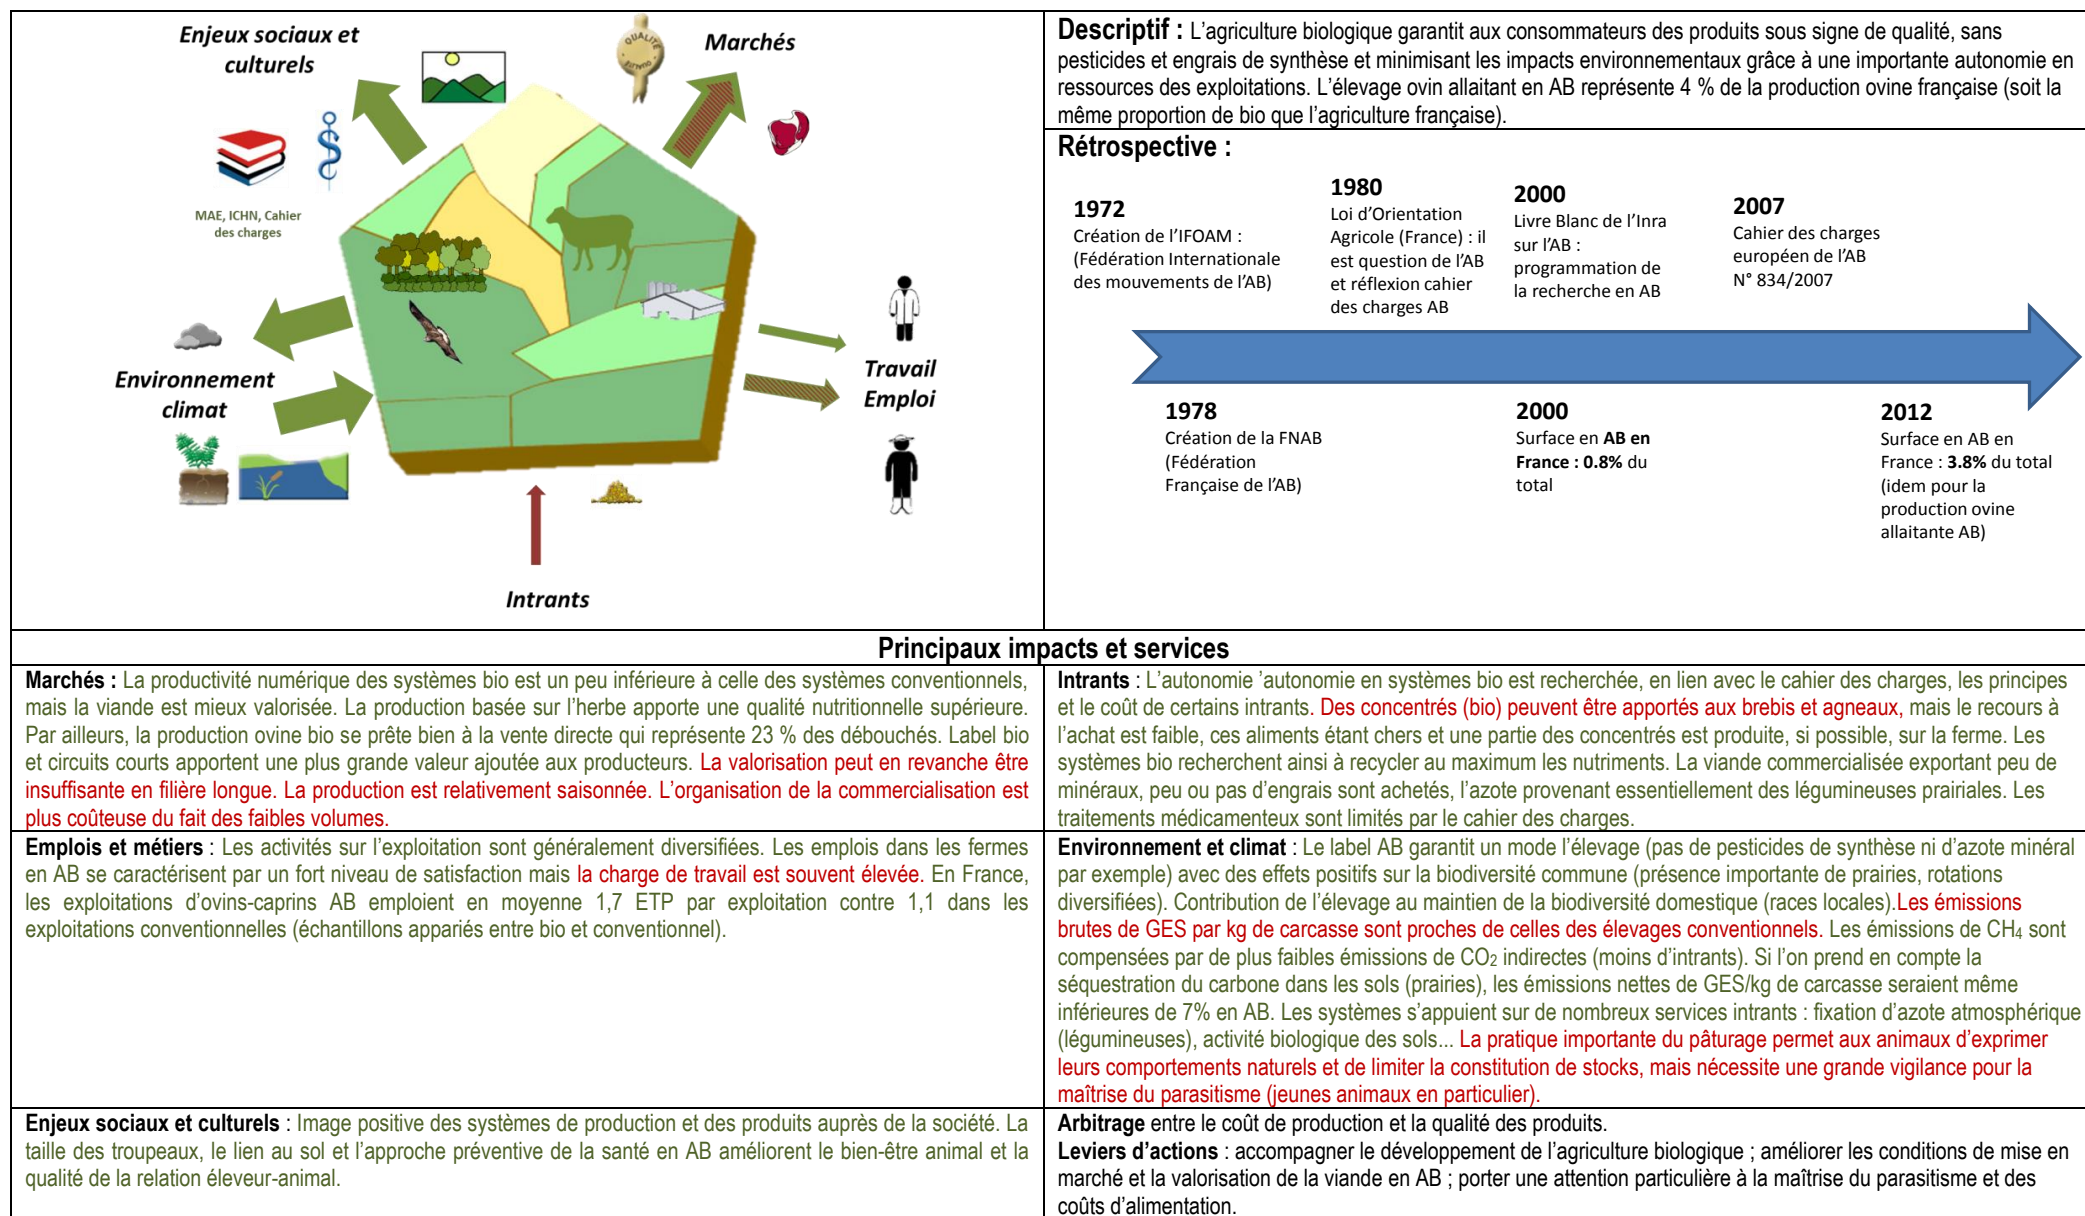 Enjeux sociaux et
culturels
QUALITÉ
Marchés
MAE, ICHN, Cahier
des charges
Environnement
climat
Travail
Emploi
Intrants
Descriptif : L’agriculture biologique garantit aux consommateurs des produits sous signe de qualité, sans
pesticides et engrais de synthèse et minimisant les impacts environnementaux grâce à une importante autonomie en
ressources des exploitations. L’élevage ovin allaitant en AB représente 4 % de la production ovine française (soit la
même proportion de bio que l’agriculture française).
Rétrospective :
1972
Création de l’IFOAM :
(Fédération Internationale
des mouvements de l’AB)
1980
Loi d’Orientation
Agricole (France) : il
est question de l’AB
et réflexion cahier
des charges AB
2000
Livre Blanc de l’Inra
sur l’AB :
programmation de
la recherche en AB
2007
Cahier des charges
européen de l’AB
N° 834/2007
1978
Création de la FNAB
(Fédération
Française de l’AB)
2000
Surface en AB en
France : 0.8% du
total
2012
Surface en AB en
France : 3.8% du total
(idem pour la
production ovine
allaitante AB)
Principaux impacts et services
Marchés : La productivité numérique des systèmes bio est un peu inférieure à celle des systèmes conventionnels,
mais la viande est mieux valorisée. La production basée sur l’herbe apporte une qualité nutritionnelle supérieure.
Par ailleurs, la production ovine bio se prête bien à la vente directe qui représente 23 % des débouchés. Label bio
et circuits courts apportent une plus grande valeur ajoutée aux producteurs. La valorisation peut en revanche être
insuffisante en filière longue. La production est relativement saisonnée. L’organisation de la commercialisation est
plus coûteuse du fait des faibles volumes.
Intrants : L’autonomie ’autonomie en systèmes bio est recherchée, en lien avec le cahier des charges, les principes
et le coût de certains intrants. Des concentrés (bio) peuvent être apportés aux brebis et agneaux, mais le recours à
l’achat est faible, ces aliments étant chers et une partie des concentrés est produite, si possible, sur la ferme. Les
systèmes bio recherchent ainsi à recycler au maximum les nutriments. La viande commercialisée exportant peu de
minéraux, peu ou pas d’engrais sont achetés, l’azote provenant essentiellement des légumineuses prairiales. Les
traitements médicamenteux sont limités par le cahier des charges.
Emplois et métiers : Les activités sur l’exploitation sont généralement diversifiées. Les emplois dans les fermes
en AB se caractérisent par un fort niveau de satisfaction mais la charge de travail est souvent élevée. En France,
les exploitations d’ovins-caprins AB emploient en moyenne 1,7 ETP par exploitation contre 1,1 dans les
exploitations conventionnelles (échantillons appariés entre bio et conventionnel).
Environnement et climat : Le label AB garantit un mode l’élevage (pas de pesticides de synthèse ni d’azote minéral
par exemple) avec des effets positifs sur la biodiversité commune (présence importante de prairies, rotations
diversifiées). Contribution de l’élevage au maintien de la biodiversité domestique (races locales).Les émissions
brutes de GES par kg de carcasse sont proches de celles des élevages conventionnels. Les émissions de CH4 sont
compensées par de plus faibles émissions de CO2 indirectes (moins d’intrants). Si l’on prend en compte la
séquestration du carbone dans les sols (prairies), les émissions nettes de GES/kg de carcasse seraient même
inférieures de 7% en AB. Les systèmes s’appuient sur de nombreux services intrants : fixation d’azote atmosphérique
(légumineuses), activité biologique des sols... La pratique importante du pâturage permet aux animaux d’exprimer
leurs comportements naturels et de limiter la constitution de stocks, mais nécessite une grande vigilance pour la
maîtrise du parasitisme (jeunes animaux en particulier).
Enjeux sociaux et culturels : Image positive des systèmes de production et des produits auprès de la société. La
taille des troupeaux, le lien au sol et l’approche préventive de la santé en AB améliorent le bien-être animal et la
qualité de la relation éleveur-animal.
Arbitrage entre le coût de production et la qualité des produits.
Leviers d’actions : accompagner le développement de l’agriculture biologique ; améliorer les conditions de mise en
marché et la valorisation de la viande en AB ; porter une attention particulière à la maîtrise du parasitisme et des
coûts d’alimentation.